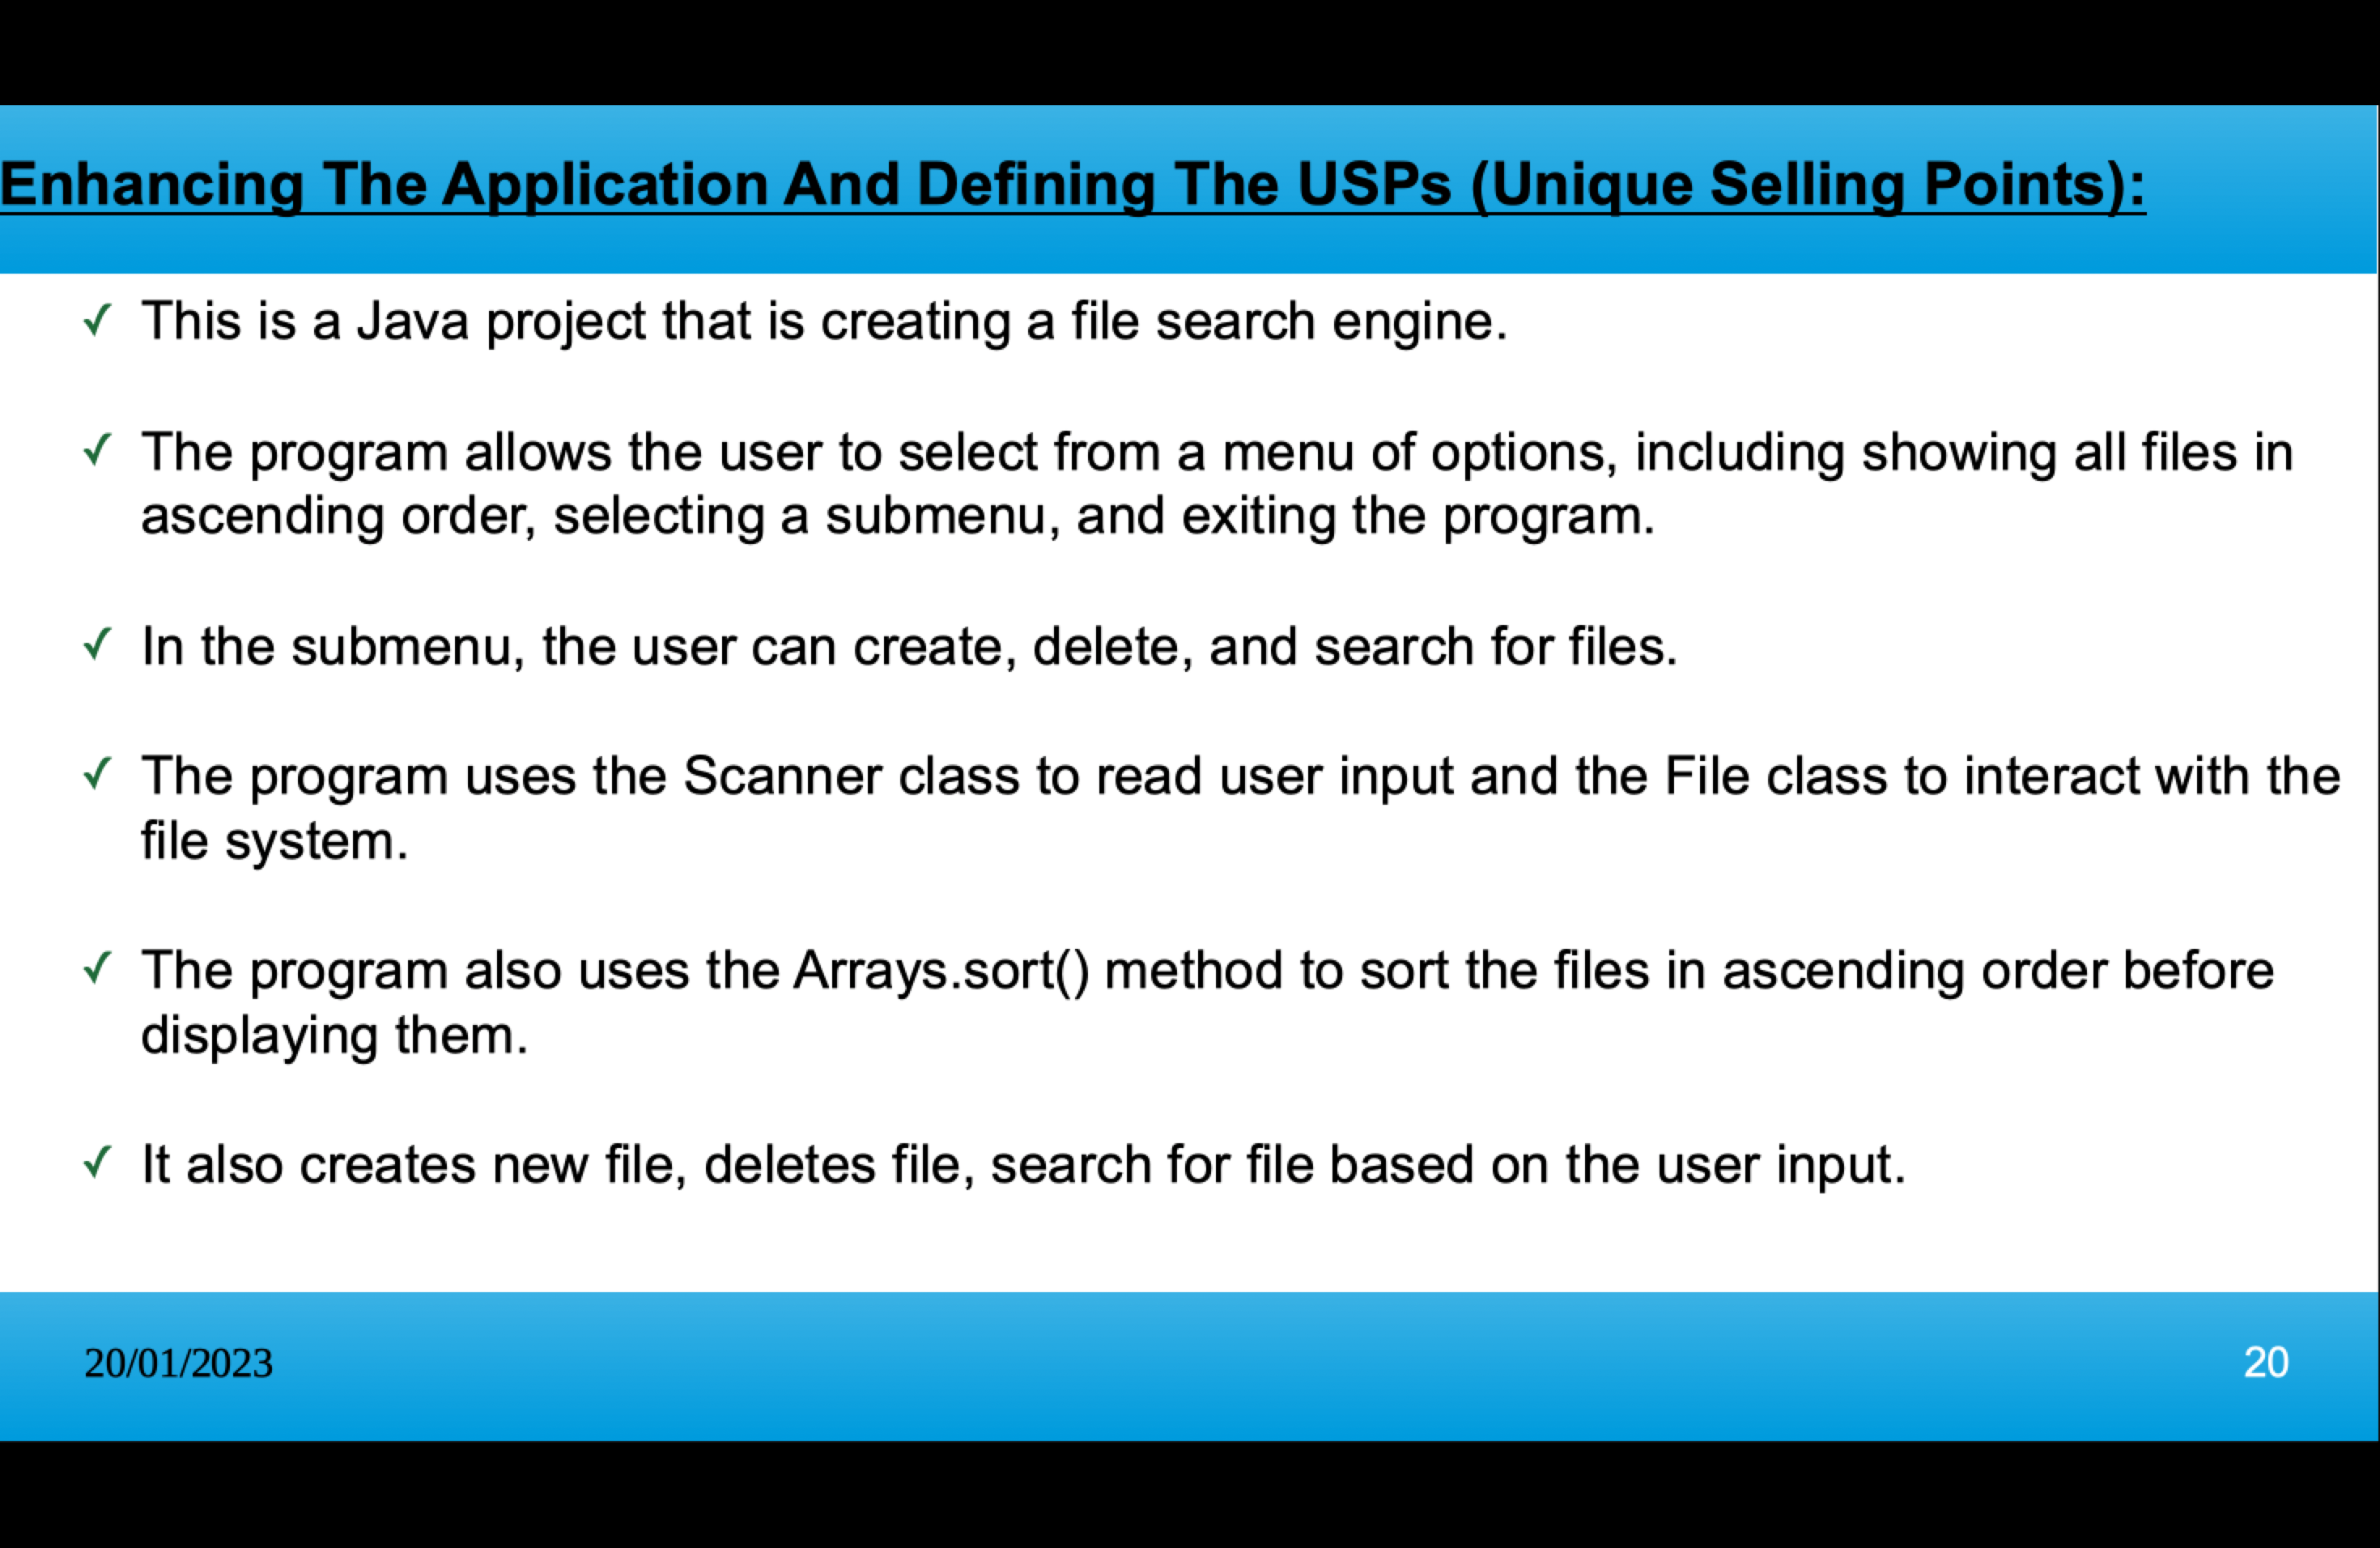 Enhancing The Application And Defining The USPs (Unique Selling Points):
✓ This is a Java project that is creating a file search engine.
✓ The program allows the user to select from a menu of options, including showing all files in
ascending order, selecting a submenu, and exiting the program.
✓ In the submenu, the user can create, delete, and search for files.
✓ The program uses the Scanner class to read user input and the File class to interact with the
file system.
✓ The program also uses the Arrays.sort() method to sort the files in ascending order before
displaying them.
✓ It also creates new file, deletes file, search for file based on the user input.
20/01/2023
20